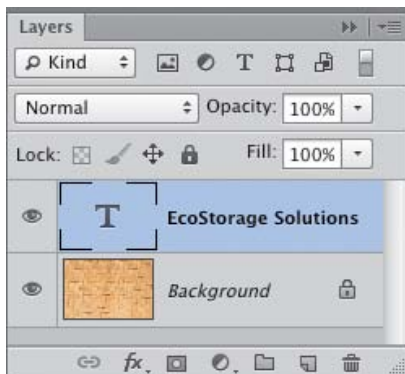 Layers
Kind
T
Normal Opacity: 100%
Lock: Fill: 100%
T EcoStorage Solutions
Background
fx